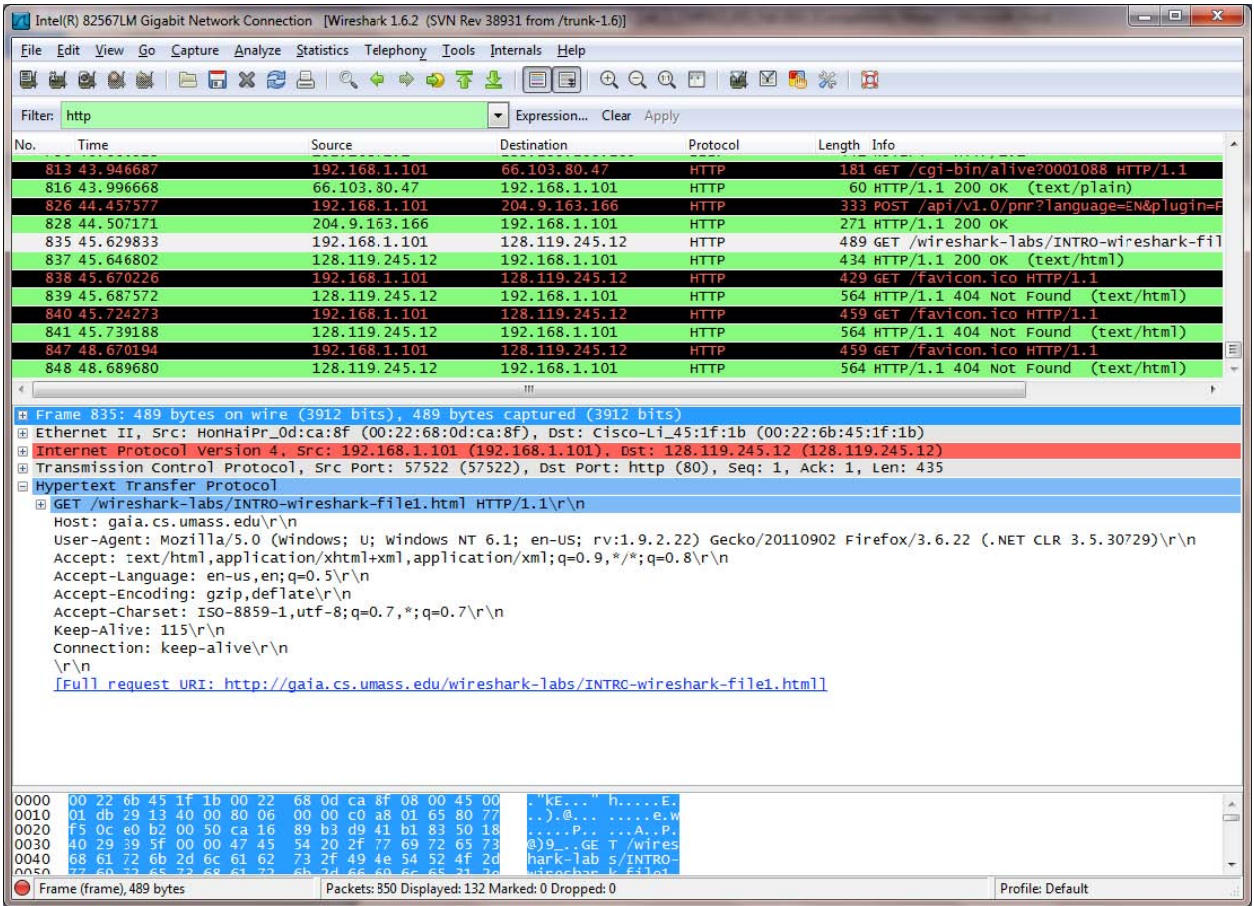 Intel(R) 82567LM Gigabit Network Connection [Wireshark 1.6.2 (SVN Rev 38931 from /trunk-1.6)]
File Edit View Go Capture Analyze Statistics Telephony Tools Internals Help
Filter: http Expression... Clear Apply
No. Time Source Destination Protocol Length Info
813 43.946687 192.168.1.101 66.103.80.47 HTTP 181 GET /cgi-bin/alive?0001088 HTTP/1.1
816 43.996668 66.103.80.47 192.168.1.101 HTTP 60 HTTP/1.1 200 OK (text/plain)
826 44.457577 192.168.1.101 204.9.163.166 HTTP 333 POST /api/v1.0/pnr?language=EN&plugin=F
828 44.507171 204.9.163.166 192.168.1.101 HTTP 271 HTTP/1.1 200 OK
835 45.629833 192.168.1.101 128.119.245.12 HTTP 489 GET /wireshark-labs/INTRO-wireshark-fil
837 45.646802 128.119.245.12 192.168.1.101 HTTP 434 HTTP/1.1 200 OK (text/html)
838 45.670226 192.168.1.101 128.119.245.12 HTTP 429 GET /favicon.ico HTTP/1.1
839 45.687572 128.119.245.12 192.168.1.101 HTTP 564 HTTP/1.1 404 Not Found (text/html)
840 45.724273 192.168.1.101 128.119.245.12 HTTP 459 GET /favicon.ico HTTP/1.1
841 45.739188 128.119.245.12 192.168.1.101 HTTP 564 HTTP/1.1 404 Not Found (text/html)
847 48.670194 192.168.1.101 128.119.245.12 HTTP 459 GET /favicon.ico HTTP/1.1
848 48.689680 128.119.245.12 192.168.1.101 HTTP 564 HTTP/1.1 404 Not Found (text/html)
Frame 835: 489 bytes on wire (3912 bits), 489 bytes captured (3912 bits)
Ethernet II, Src: HonHaiPr_0d:ca:8f (00:22:68:0d:ca:8f), Dst: Cisco-Li_45:1f:1b (00:22:6b:45:1f:1b)
Internet Protocol Version 4, Src: 192.168.1.101 (192.168.1.101), Dst: 128.119.245.12 (128.119.245.12)
Transmission Control Protocol, Src Port: 57522 (57522), Dst Port: http (80), Seq: 1, Ack: 1, Len: 435
Hypertext Transfer Protocol
GET /wireshark-labs/INTRO-wireshark-file1.html HTTP/1.1\r\n
Host: gaia.cs.umass.edu\r\n
User-Agent: Mozilla/5.0 (Windows; U; Windows NT 6.1; en-US; rv:1.9.2.22) Gecko/20110902 Firefox/3.6.22 (.NET CLR 3.5.30729)\r\n
Accept: text/html,application/xhtml+xml,application/xml;q=0.9,*/*;q=0.8\r\n
Accept-Language: en-us,en;q=0.5\r\n
Accept-Encoding: gzip,deflate\r\n
Accept-Charset: ISO-8859-1,utf-8;q=0.7,*;q=0.7\r\n
Keep-Alive: 115\r\n
Connection: keep-alive\r\n
\r\n
[Full request URI: http://gaia.cs.umass.edu/wireshark-labs/INTRO-wireshark-file1.html]
0000 00 22 6b 45 1f 1b 00 22 68 0d ca 8f 08 00 45 00 ."kE..." h.....E.
0010 01 db 29 13 40 00 80 06 00 00 c0 a8 01 65 80 77 ..).@... .....e.w
0020 f5 0c e0 b2 00 50 ca 16 89 b3 d9 41 b1 83 50 18 .....P.. ...A..P.
0030 40 29 39 5f 00 00 47 45 54 20 2f 77 69 72 65 73 @)9_..GE T /wires
0040 68 61 72 6b 2d 6c 61 62 73 2f 49 4e 54 52 4f 2d hark-lab s/INTRO-
0050 77 69 72 65 73 68 61 72 6b 2d 66 69 6c 65 31 2e wireshar k-file1.
Frame (frame), 489 bytes Packets: 850 Displayed: 132 Marked: 0 Dropped: 0 Profile: Default